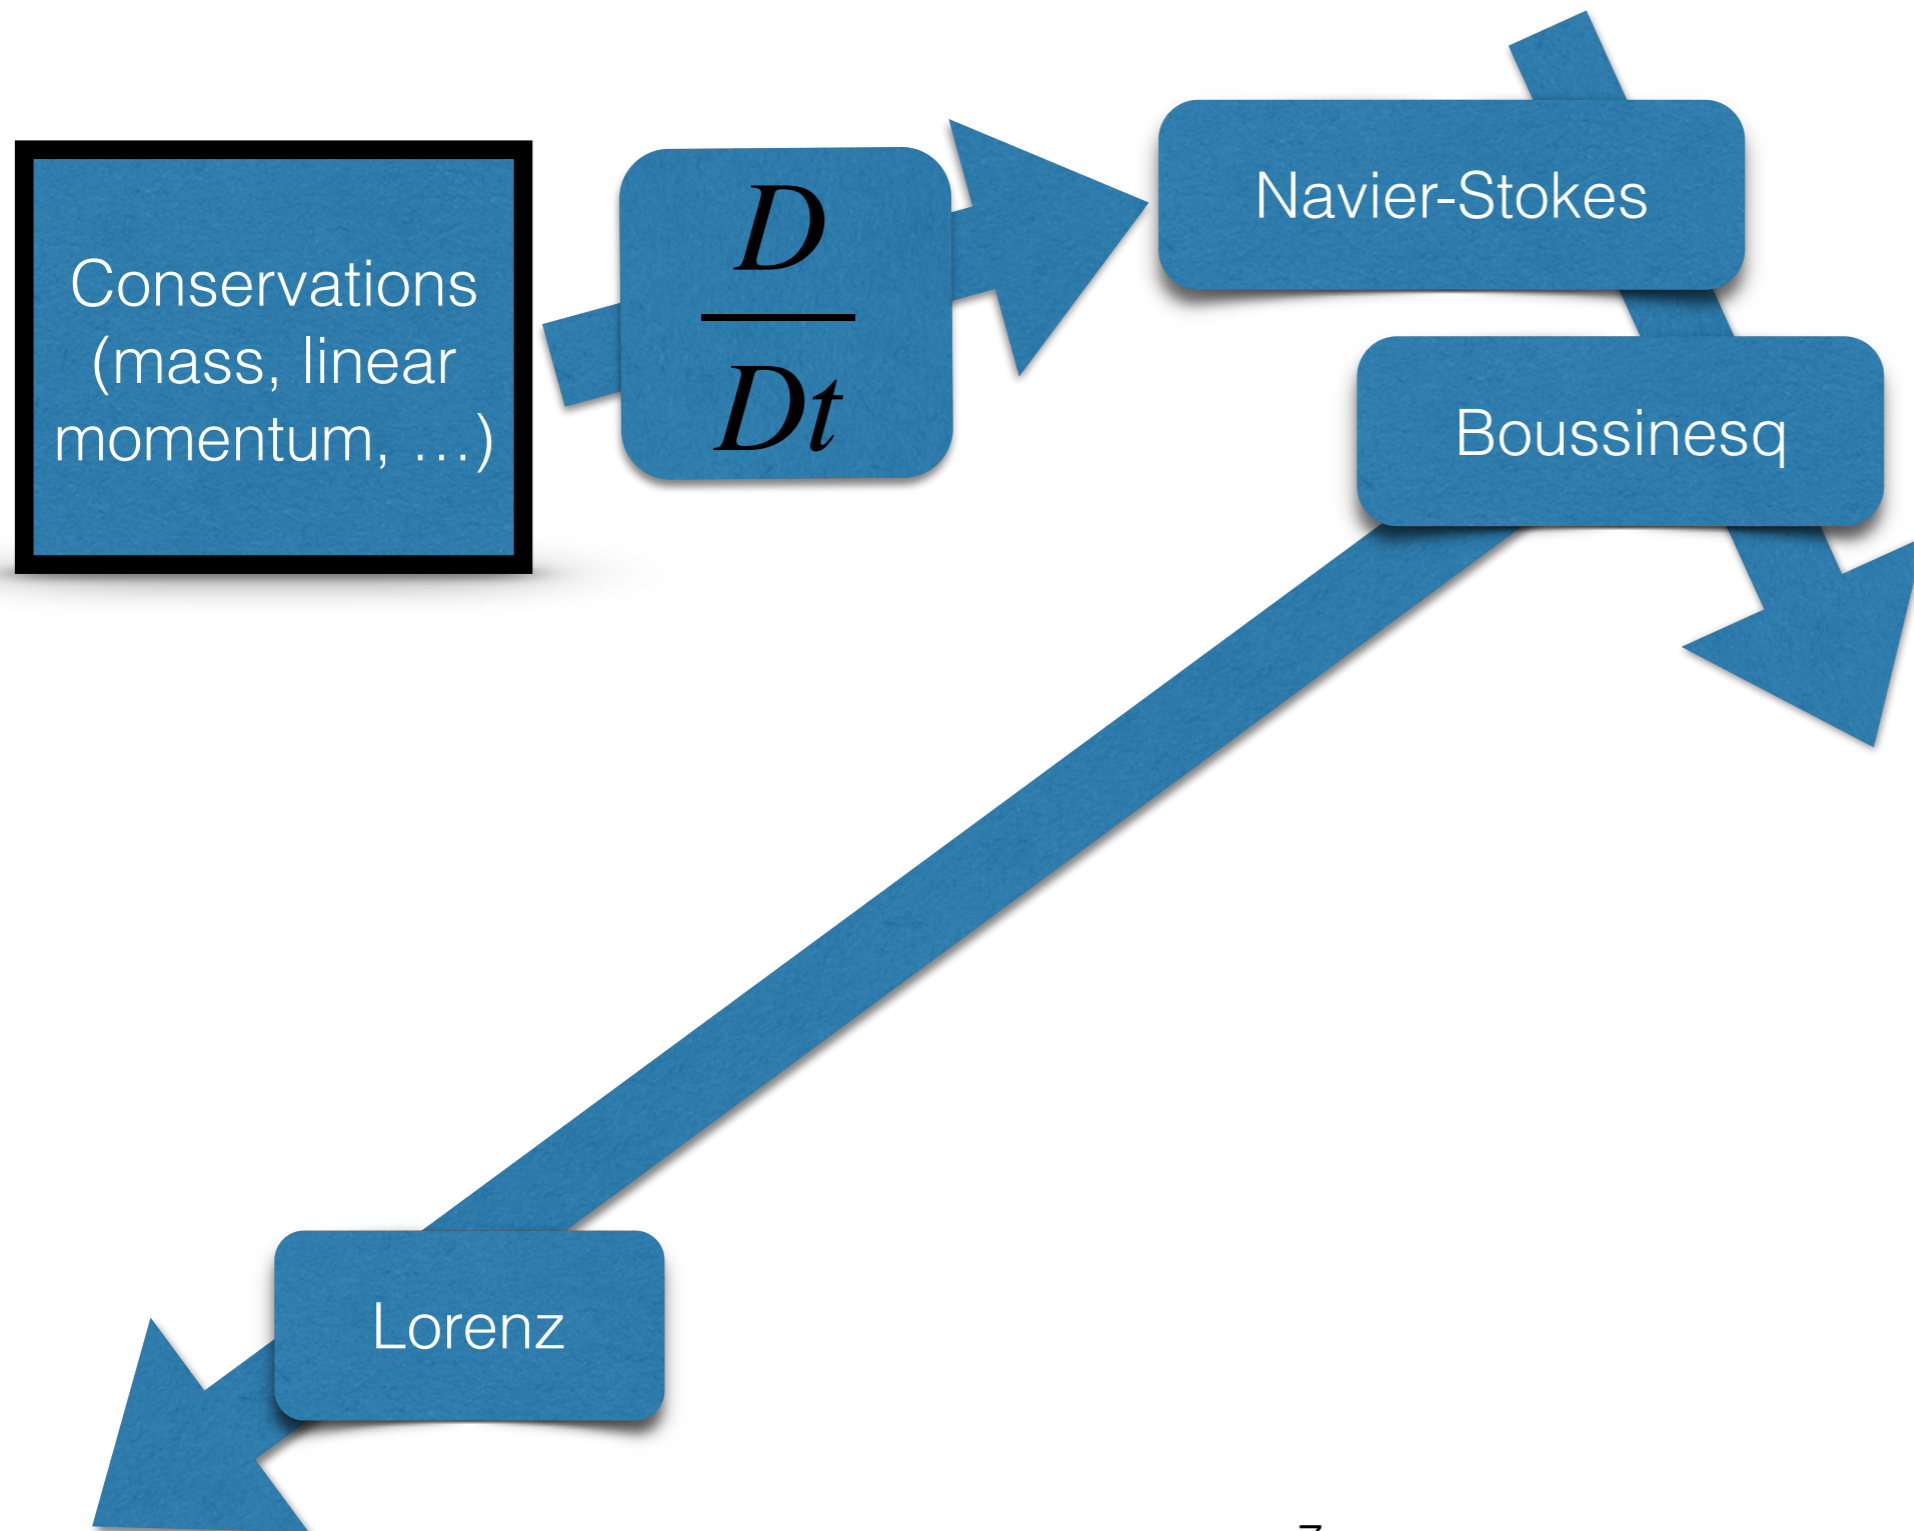 Conservations
(mass, linear
momentum, …)
D
Dt
Navier-Stokes
Boussinesq
Lorenz